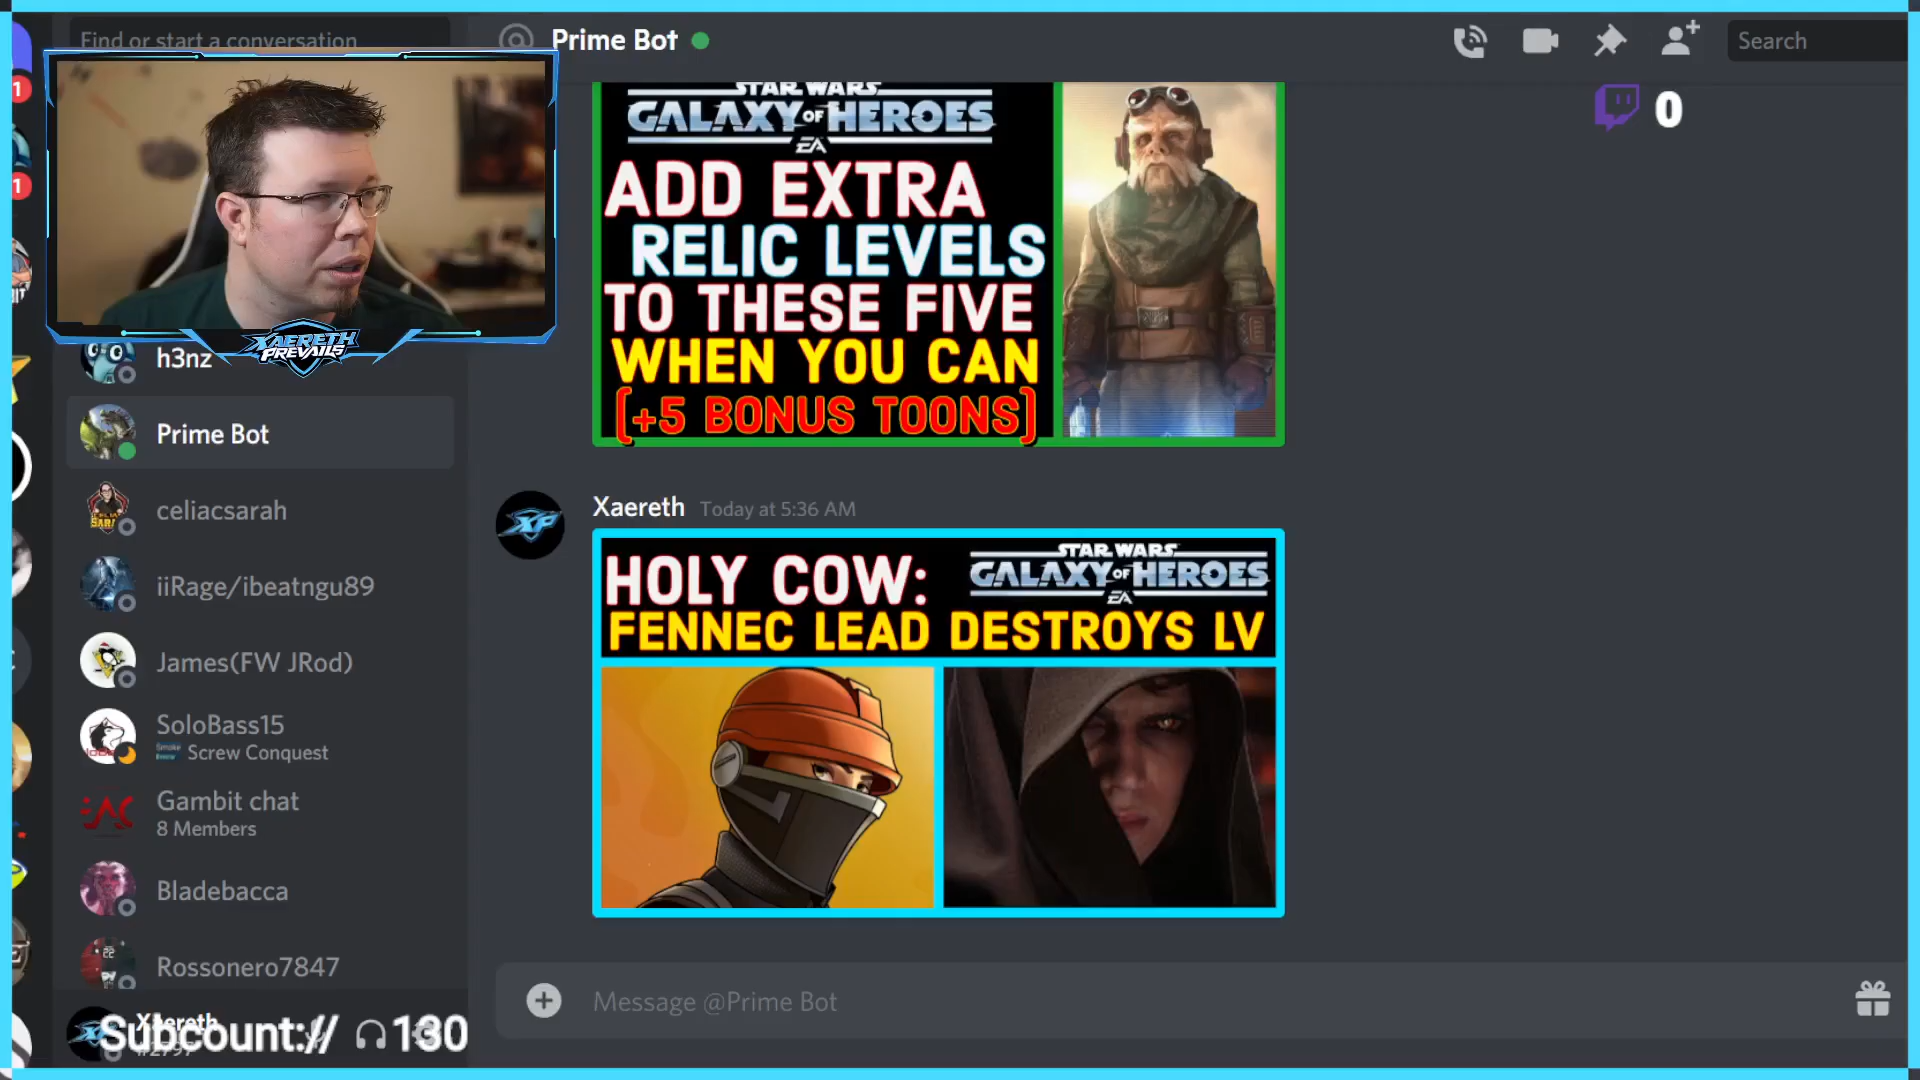 Find or start a conversation
Prime Bot
Search
1
0
STAR WARS
GALAXY OF HEROES
EA
ADD EXTRA
RELIC LEVELS
TO THESE FIVE
WHEN YOU CAN
(+5 BONUS TOONS)
1
XAERETH
PREVAILS
h3nz
Prime Bot
celiacsarah
iiRage/ibeatngu89
James(FW JRod)
SoloBass15
Screw Conquest
Gambit chat
8 Members
Bladebacca
Rossonero7847
Xaereth
Subcount:// 130
Xaereth Today at 5:36 AM
HOLY COW:
STAR WARS
GALAXY OF HEROES
EA
FENNEC LEAD DESTROYS LV
Message @Prime Bot